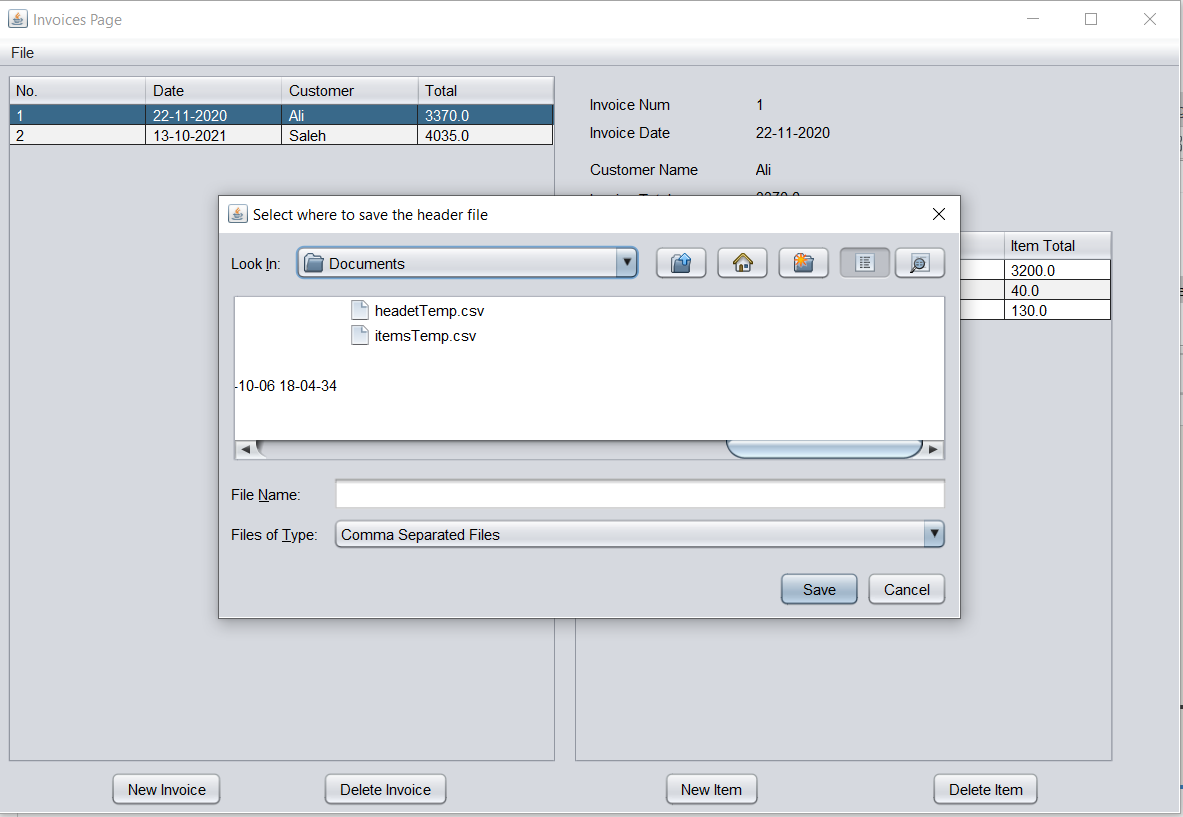 Invoices Page
File
No. Date Customer Total
1 22-11-2020 Ali 3370.0
2 13-10-2021 Saleh 4035.0
Invoice Num 1
Invoice Date 22-11-2020
Customer Name Ali
Select where to save the header file
Look In: Documents
headetTemp.csv
itemsTemp.csv
-10-06 18-04-34
File Name:
Files of Type: Comma Separated Files
Save Cancel
Item Total
3200.0
40.0
130.0
New Invoice Delete Invoice New Item Delete Item